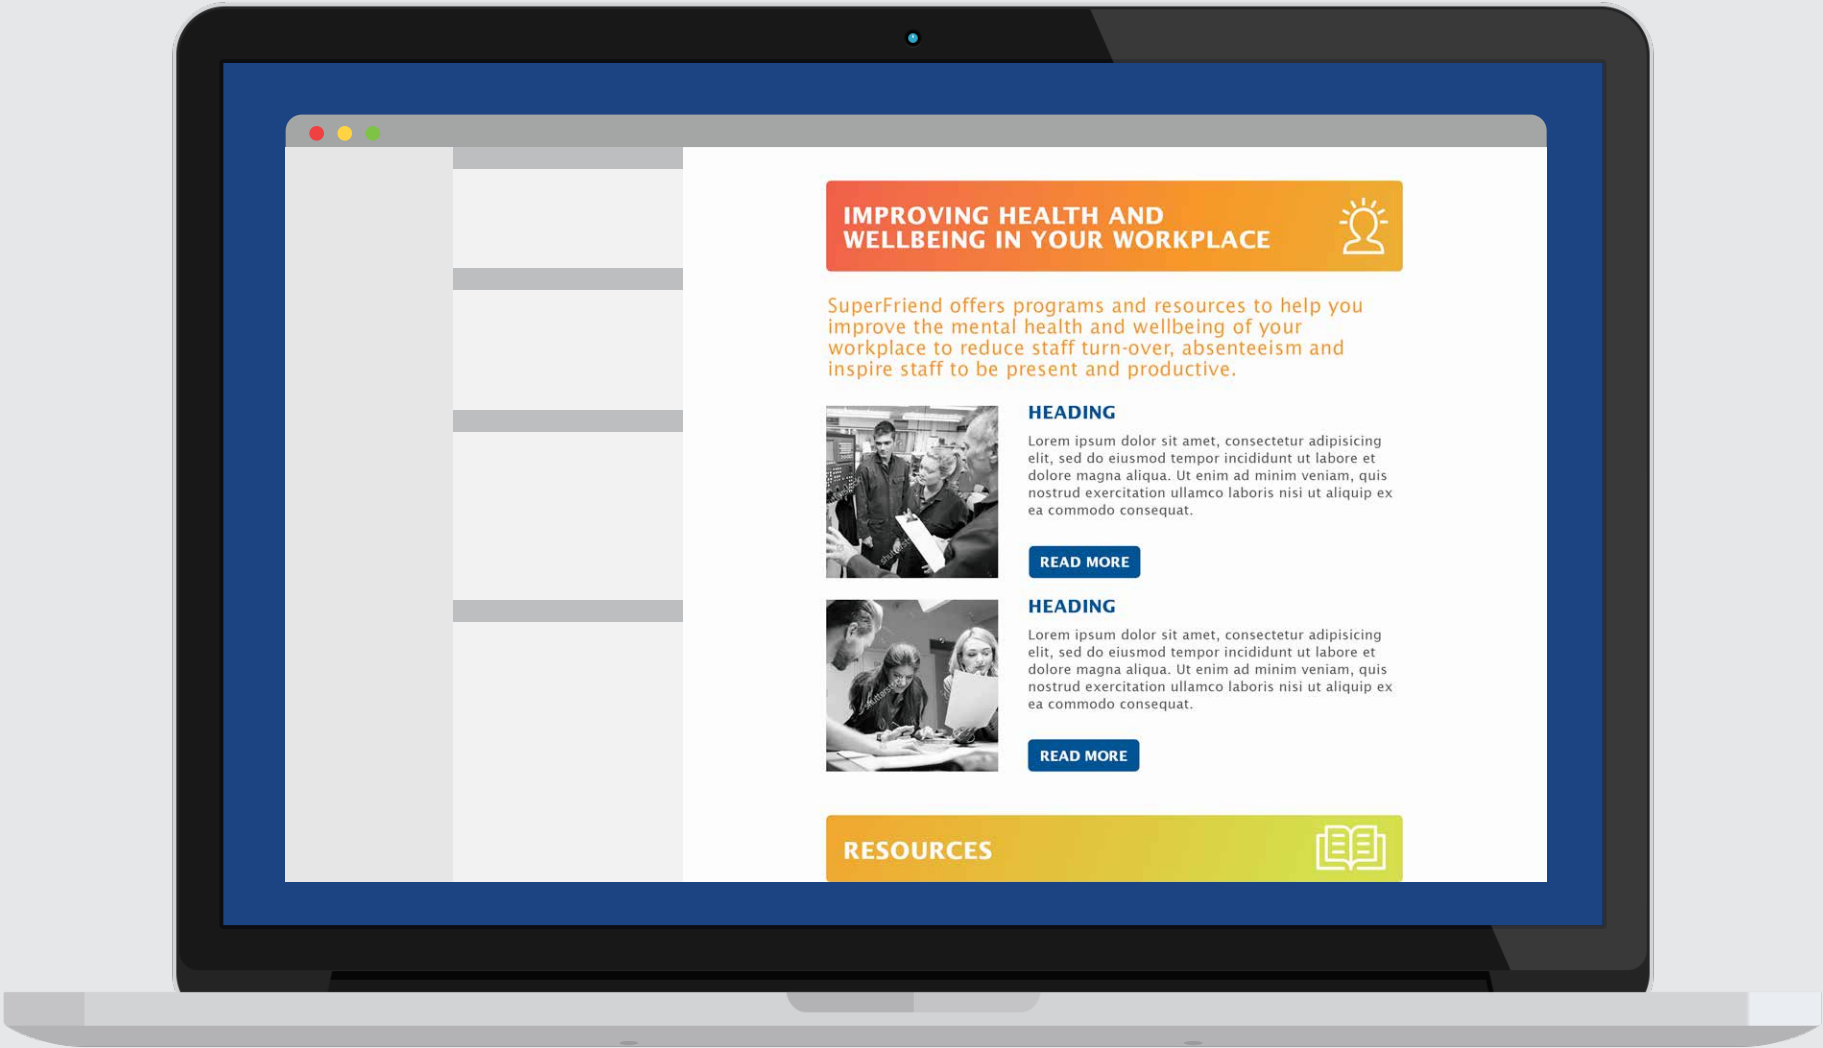 IMPROVING HEALTH AND
WELLBEING IN YOUR WORKPLACE
SuperFriend offers programs and resources to help you
improve the mental health and wellbeing of your
workplace to reduce staff turn-over, absenteeism and
inspire staff to be present and productive.
HEADING
Lorem ipsum dolor sit amet, consectetur adipisicing
elit, sed do eiusmod tempor incididunt ut labore et
dolore magna aliqua. Ut enim ad minim veniam, quis
nostrud exercitation ullamco laboris nisi ut aliquip ex
ea commodo consequat.
READ MORE
HEADING
Lorem ipsum dolor sit amet, consectetur adipisicing
elit, sed do eiusmod tempor incididunt ut labore et
dolore magna aliqua. Ut enim ad minim veniam, quis
nostrud exercitation ullamco laboris nisi ut aliquip ex
ea commodo consequat.
READ MORE
RESOURCES